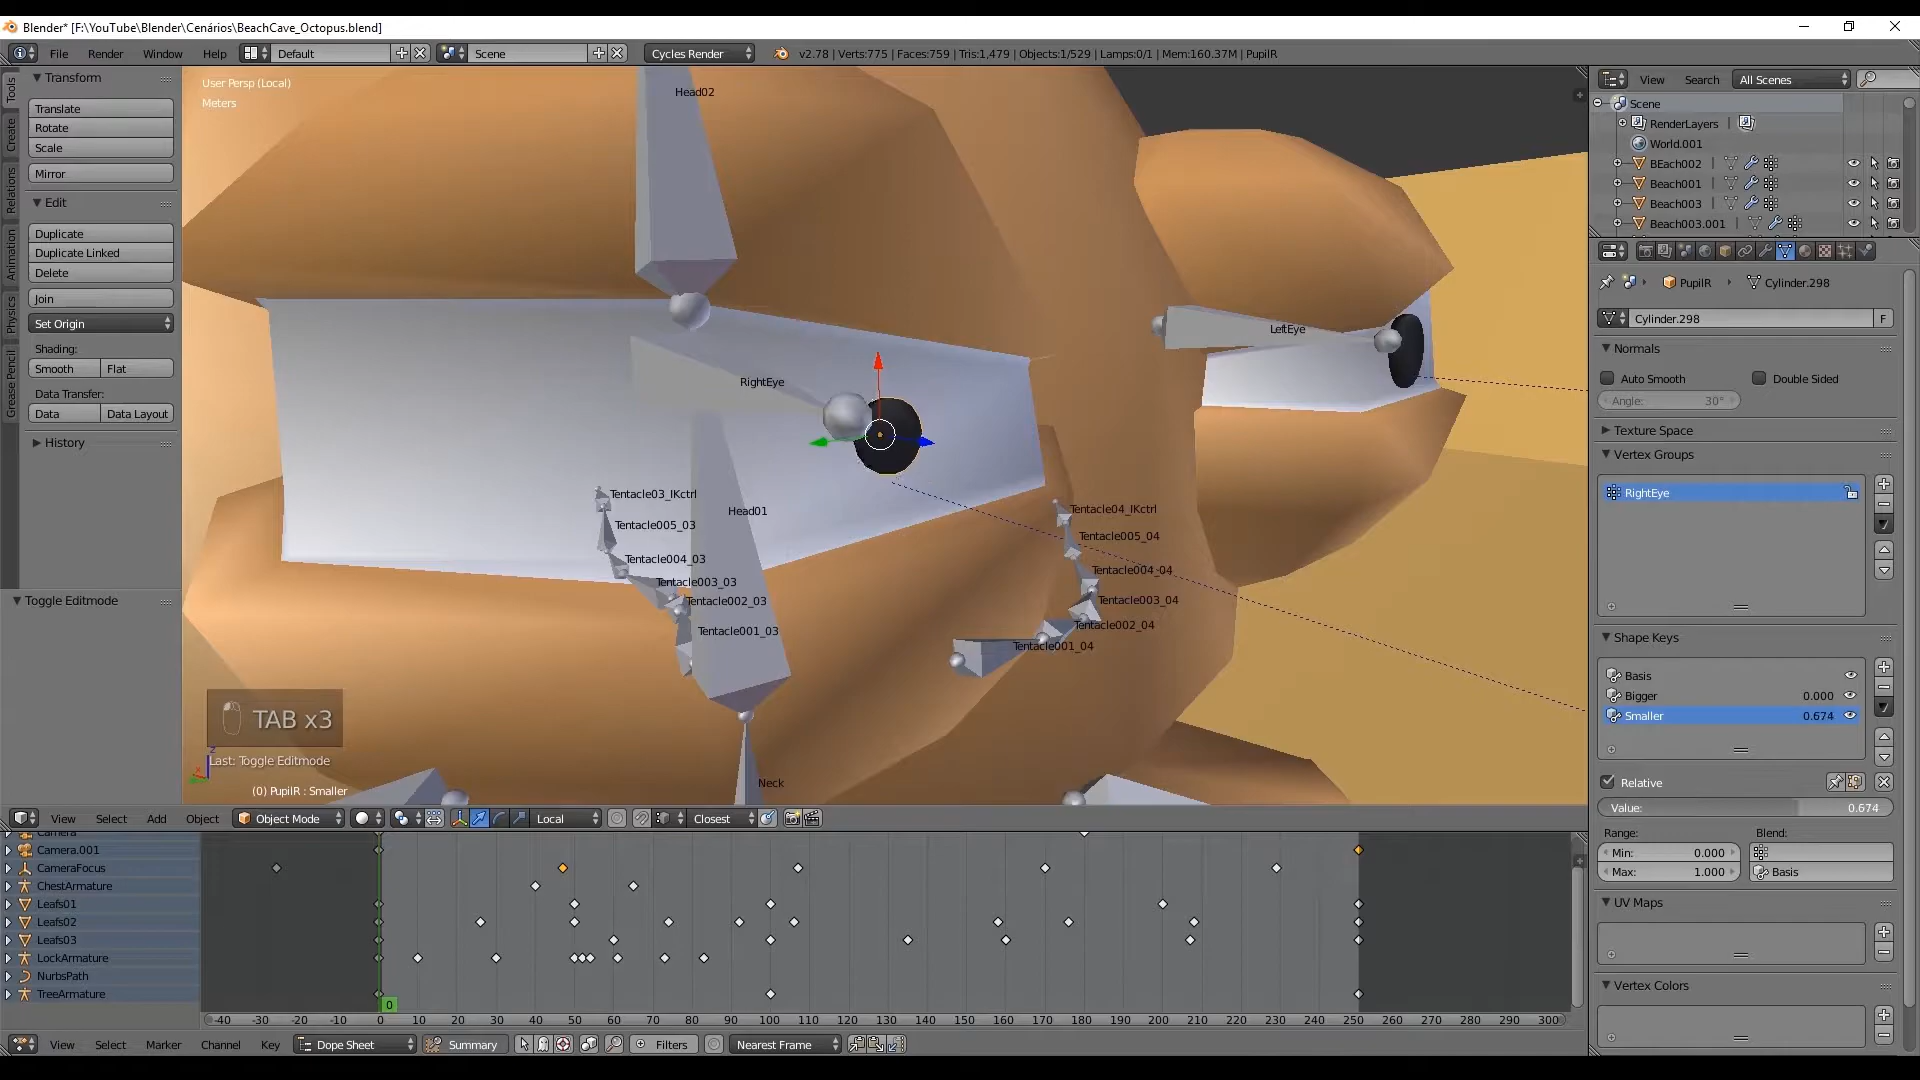 Blender* [F:\YouTube\Blender\Cenários\BeachCave_Octopus.blend]
File Render Window Help Default Scene Cycles Render v2.78 | Verts:775 | Faces:759 | Tris:1,479 | Objects:1/529 | Lamps:0/1 | Mem:160.37M | PupilR
Tools
Create
Relations
Animation
Physics
Grease Pencil
Transform
Translate
Rotate
Scale
Mirror
Edit
Duplicate
Duplicate Linked
Delete
Join
Set Origin
Shading:
Smooth Flat
Data Transfer:
Data Data Layout
History
Toggle Editmode
User Persp (Local)
Meters
Head02
LeftEye
RightEye
Tentacle03_IKctrl
Head01
Tentacle04_IKctrl
Tentacle005_03
Tentacle005_04
Tentacle004_03
Tentacle004_04
Tentacle003_03
Tentacle003_04
Tentacle002_03
Tentacle002_04
Tentacle001_03
Tentacle001_04
Neck
TAB x3
Last: Toggle Editmode
(0) PupilR : Smaller
View Select Add Object Object Mode Local Closest
Camera
Camera.001
CameraFocus
ChestArmature
Leafs01
Leafs02
Leafs03
LockArmature
NurbsPath
TreeArmature
0
-40 -30 -20 -10 0 10 20 30 40 50 60 70 80 90 100 110 120 130 140 150 160 170 180 190 200 210 220 230 240 250 260 270 280 290 300
View Select Marker Channel Key Dope Sheet Summary Filters Nearest Frame
View Search All Scenes
Scene
RenderLayers
World.001
BEach002
Beach001
Beach003
Beach003.001
PupilR Cylinder.298
Cylinder.298 F
Normals
Auto Smooth Double Sided
Angle: 30°
Texture Space
Vertex Groups
RightEye
Shape Keys
Basis
Bigger 0.000
Smaller 0.674
Relative
Value: 0.674
Range: Blend:
Min: 0.000
Max: 1.000 Basis
UV Maps
Vertex Colors